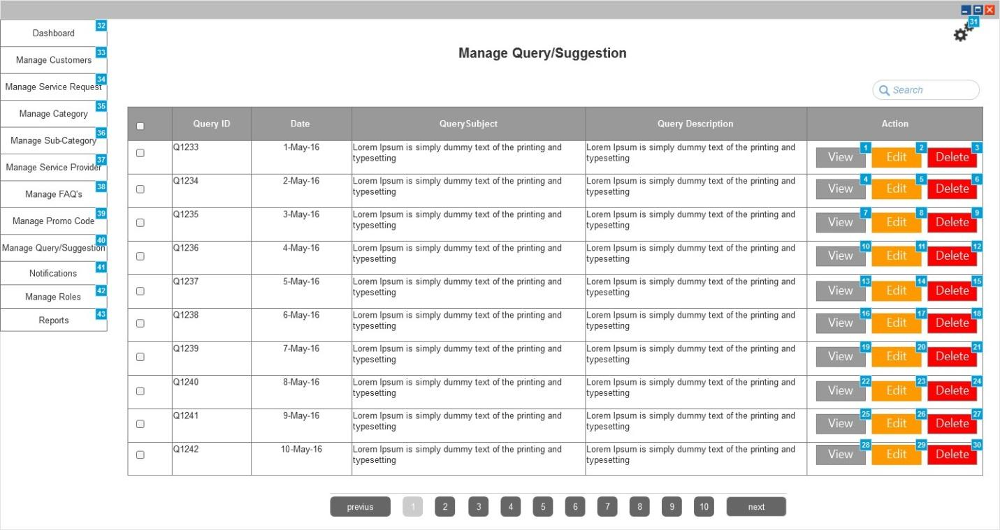 31
Dashboard 32
Manage Customers 33
Manage Service Request 34
Manage Category 35
Manage Sub-Category 36
Manage Service Provider 37
Manage FAQ's 38
Manage Promo Code 39
Manage Query/Suggestion 40
Notifications 41
Manage Roles 42
Reports 43
Manage Query/Suggestion
Search
Query ID Date QuerySubject Query Description Action
Q1233 1-May-16 Lorem Ipsum is simply dummy text of the printing and Lorem Ipsum is simply dummy text of the printing and View 1 Edit 2 Delete 3
typesetting typesetting
Q1234 2-May-16 Lorem Ipsum is simply dummy text of the printing and Lorem Ipsum is simply dummy text of the printing and View 4 Edit 5 Delete 6
typesetting typesetting
Q1235 3-May-16 Lorem Ipsum is simply dummy text of the printing and Lorem Ipsum is simply dummy text of the printing and View 7 Edit 8 Delete 9
typesetting typesetting
Q1236 4-May-16 Lorem Ipsum is simply dummy text of the printing and Lorem Ipsum is simply dummy text of the printing and View 10 Edit 11 Delete 12
typesetting typesetting
Q1237 5-May-16 Lorem Ipsum is simply dummy text of the printing and Lorem Ipsum is simply dummy text of the printing and View 13 Edit 14 Delete 15
typesetting typesetting
Q1238 6-May-16 Lorem Ipsum is simply dummy text of the printing and Lorem Ipsum is simply dummy text of the printing and View 16 Edit 17 Delete 18
typesetting typesetting
Q1239 7-May-16 Lorem Ipsum is simply dummy text of the printing and Lorem Ipsum is simply dummy text of the printing and View 19 Edit 20 Delete 21
typesetting typesetting
Q1240 8-May-16 Lorem Ipsum is simply dummy text of the printing and Lorem Ipsum is simply dummy text of the printing and View 22 Edit 23 Delete 24
typesetting typesetting
Q1241 9-May-16 Lorem Ipsum is simply dummy text of the printing and Lorem Ipsum is simply dummy text of the printing and View 25 Edit 26 Delete 27
typesetting typesetting
Q1242 10-May-16 Lorem Ipsum is simply dummy text of the printing and Lorem Ipsum is simply dummy text of the printing and View 28 Edit 29 Delete 30
typesetting typesetting
previus 1 2 3 4 5 6 7 8 9 10 next